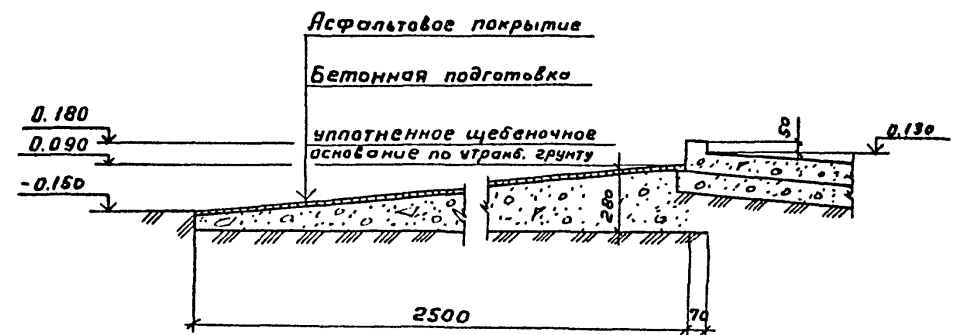 Асфальтовое покрытие
Бетонная подготовка
уплотненное щебеночное
основание по утрамб. грунту
0.180
0.090
-0.150
50
0.130
280
2500
70